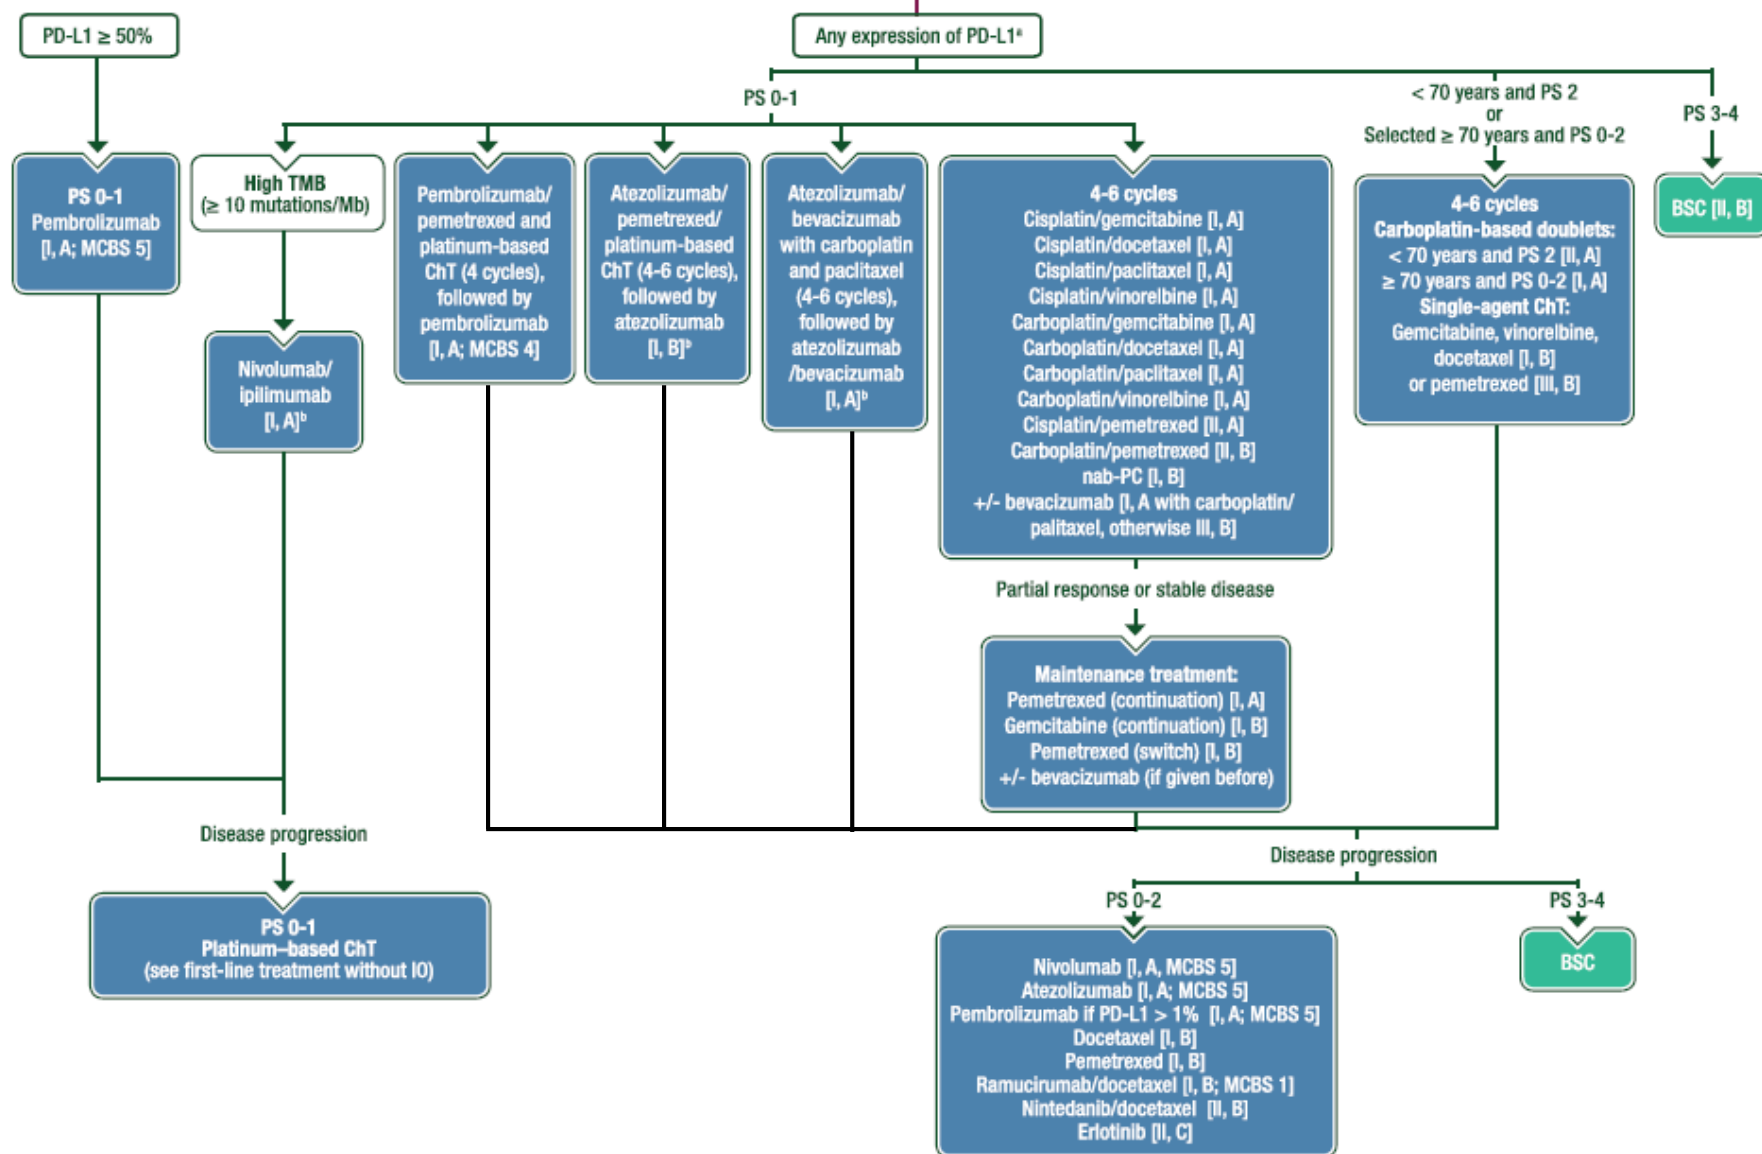 PD-L1 ≥ 50%
Any expression of PD-L1ᵃ
PS 0-1
< 70 years and PS 2
or
Selected ≥ 70 years and PS 0-2
PS 3-4
PS 0-1
Pembrolizumab
[I, A; MCBS 5]
High TMB
(≥ 10 mutations/Mb)
Nivolumab/
ipilimumab
[I, A]ᵇ
Pembrolizumab/
pemetrexed and
platinum-based
ChT (4 cycles),
followed by
pembrolizumab
[I, A; MCBS 4]
Atezolizumab/
pemetrexed/
platinum-based
ChT (4-6 cycles),
followed by
atezolizumab
[I, B]ᵇ
Atezolizumab/
bevacizumab
with carboplatin
and paclitaxel
(4-6 cycles),
followed by
atezolizumab
/bevacizumab
[I, A]ᵇ
4-6 cycles
Cisplatin/gemcitabine [I, A]
Cisplatin/docetaxel [I, A]
Cisplatin/paclitaxel [I, A]
Cisplatin/vinorelbine [I, A]
Carboplatin/gemcitabine [I, A]
Carboplatin/docetaxel [I, A]
Carboplatin/paclitaxel [I, A]
Carboplatin/vinorelbine [I, A]
Cisplatin/pemetrexed [II, A]
Carboplatin/pemetrexed [II, B]
nab-PC [I, B]
+/- bevacizumab [I, A with carboplatin/
palitaxel, otherwise III, B]
4-6 cycles
Carboplatin-based doublets:
< 70 years and PS 2 [II, A]
≥ 70 years and PS 0-2 [I, A]
Single-agent ChT:
Gemcitabine, vinorelbine,
docetaxel [I, B]
or pemetrexed [III, B]
BSC [II, B]
Partial response or stable disease
Maintenance treatment:
Pemetrexed (continuation) [I, A]
Gemcitabine (continuation) [I, B]
Pemetrexed (switch) [I, B]
+/- bevacizumab (if given before)
Disease progression
PS 0-1
Platinum–based ChT
(see first-line treatment without IO)
Disease progression
PS 0-2
PS 3-4
Nivolumab [I, A, MCBS 5]
Atezolizumab [I, A; MCBS 5]
Pembrolizumab if PD-L1 > 1% [I, A; MCBS 5]
Docetaxel [I, B]
Pemetrexed [I, B]
Ramucirumab/docetaxel [I, B; MCBS 1]
Nintedanib/docetaxel [II, B]
Erlotinib [II, C]
BSC